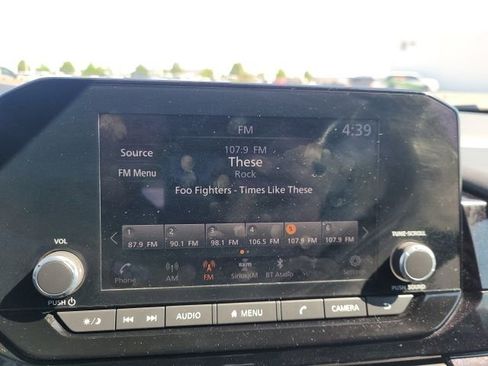 FM
4:39
Source
107.9 FM
These
FM Menu
Rock
Foo Fighters - Times Like These
1 2 3 4 5 6
87.9 FM 90.1 FM 98.1 FM 106.5 FM 107.9 FM 107.9 FM
VOL
TUNE·SCROLL
Phone AM FM SiriusXM BT Audio Settings
PUSH
PUSH SOUND
AUDIO MENU CAMERA